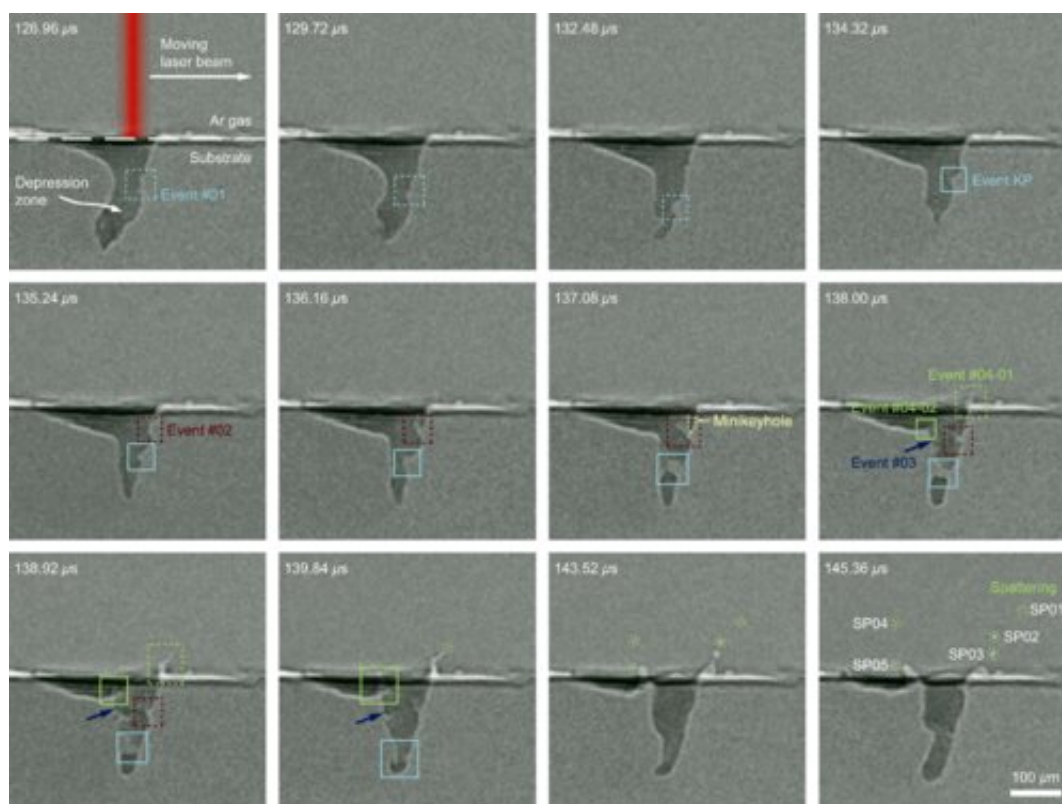 126.96 µs
Moving
laser beam
Ar gas
Substrate
Depression
zone
Event #01
129.72 µs
132.48 µs
134.32 µs
Event KP
135.24 µs
Event #02
136.16 µs
137.08 µs
Minikeyhole
138.00 µs
Event #04-01
Event #04-02
Event #03
138.92 µs
139.84 µs
143.52 µs
145.36 µs
Spattering
SP01
SP04
SP02
SP03
SP05
100 µm